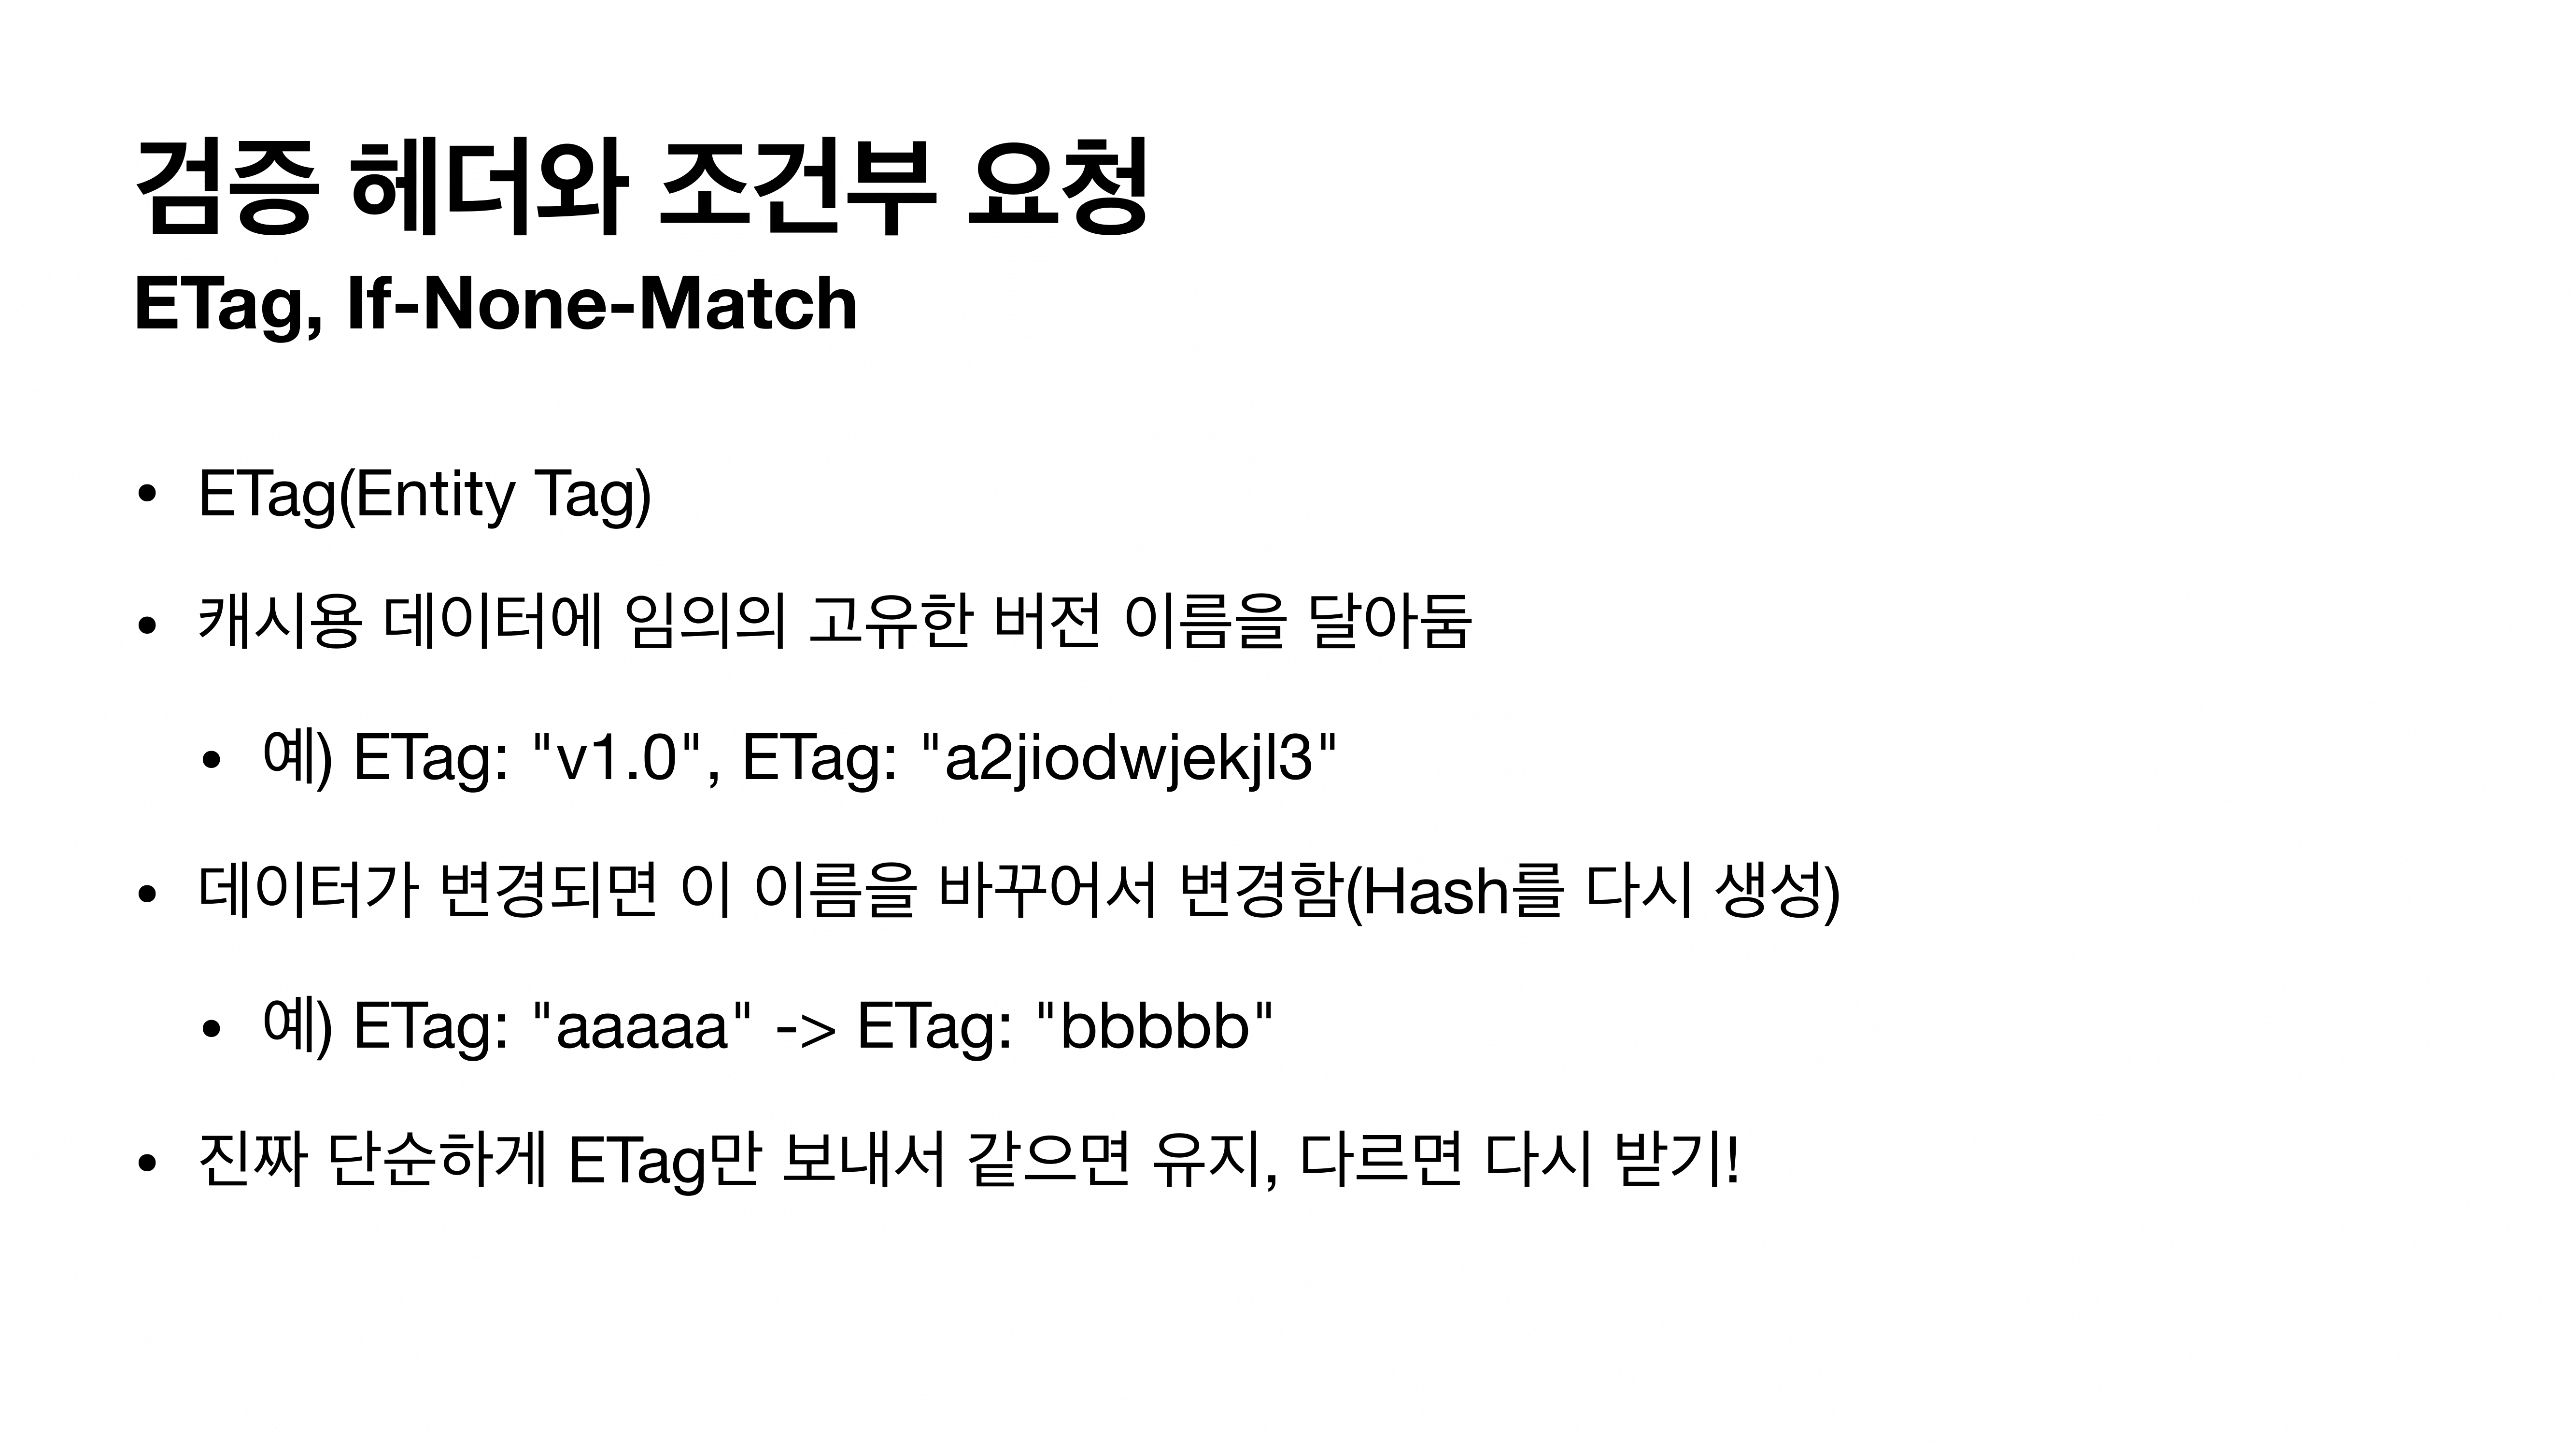 검증 헤더와 조건부 요청
ETag, If-None-Match
• ETag(Entity Tag)
• 캐시용 데이터에 임의의 고유한 버전 이름을 달아둠
• 예) ETag: "v1.0", ETag: "a2jiodwjekjl3"
• 데이터가 변경되면 이 이름을 바꾸어서 변경함(Hash를 다시 생성)
• 예) ETag: "aaaaa" -> ETag: "bbbbb"
• 진짜 단순하게 ETag만 보내서 같으면 유지, 다르면 다시 받기!